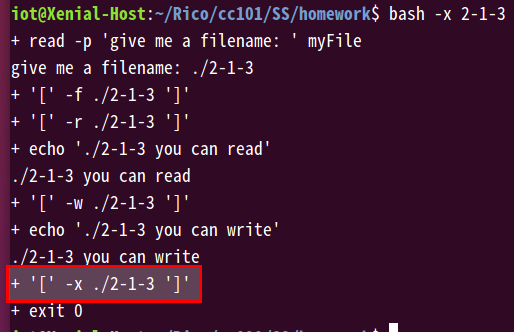 iot@Xenial-Host:~/Rico/cc101/SS/homework$ bash -x 2-1-3
+ read -p 'give me a filename: ' myFile
give me a filename: ./2-1-3
+ '[' -f ./2-1-3 ']'
+ '[' -r ./2-1-3 ']'
+ echo './2-1-3 you can read'
./2-1-3 you can read
+ '[' -w ./2-1-3 ']'
+ echo './2-1-3 you can write'
./2-1-3 you can write
+ '[' -x ./2-1-3 ']'
+ exit 0